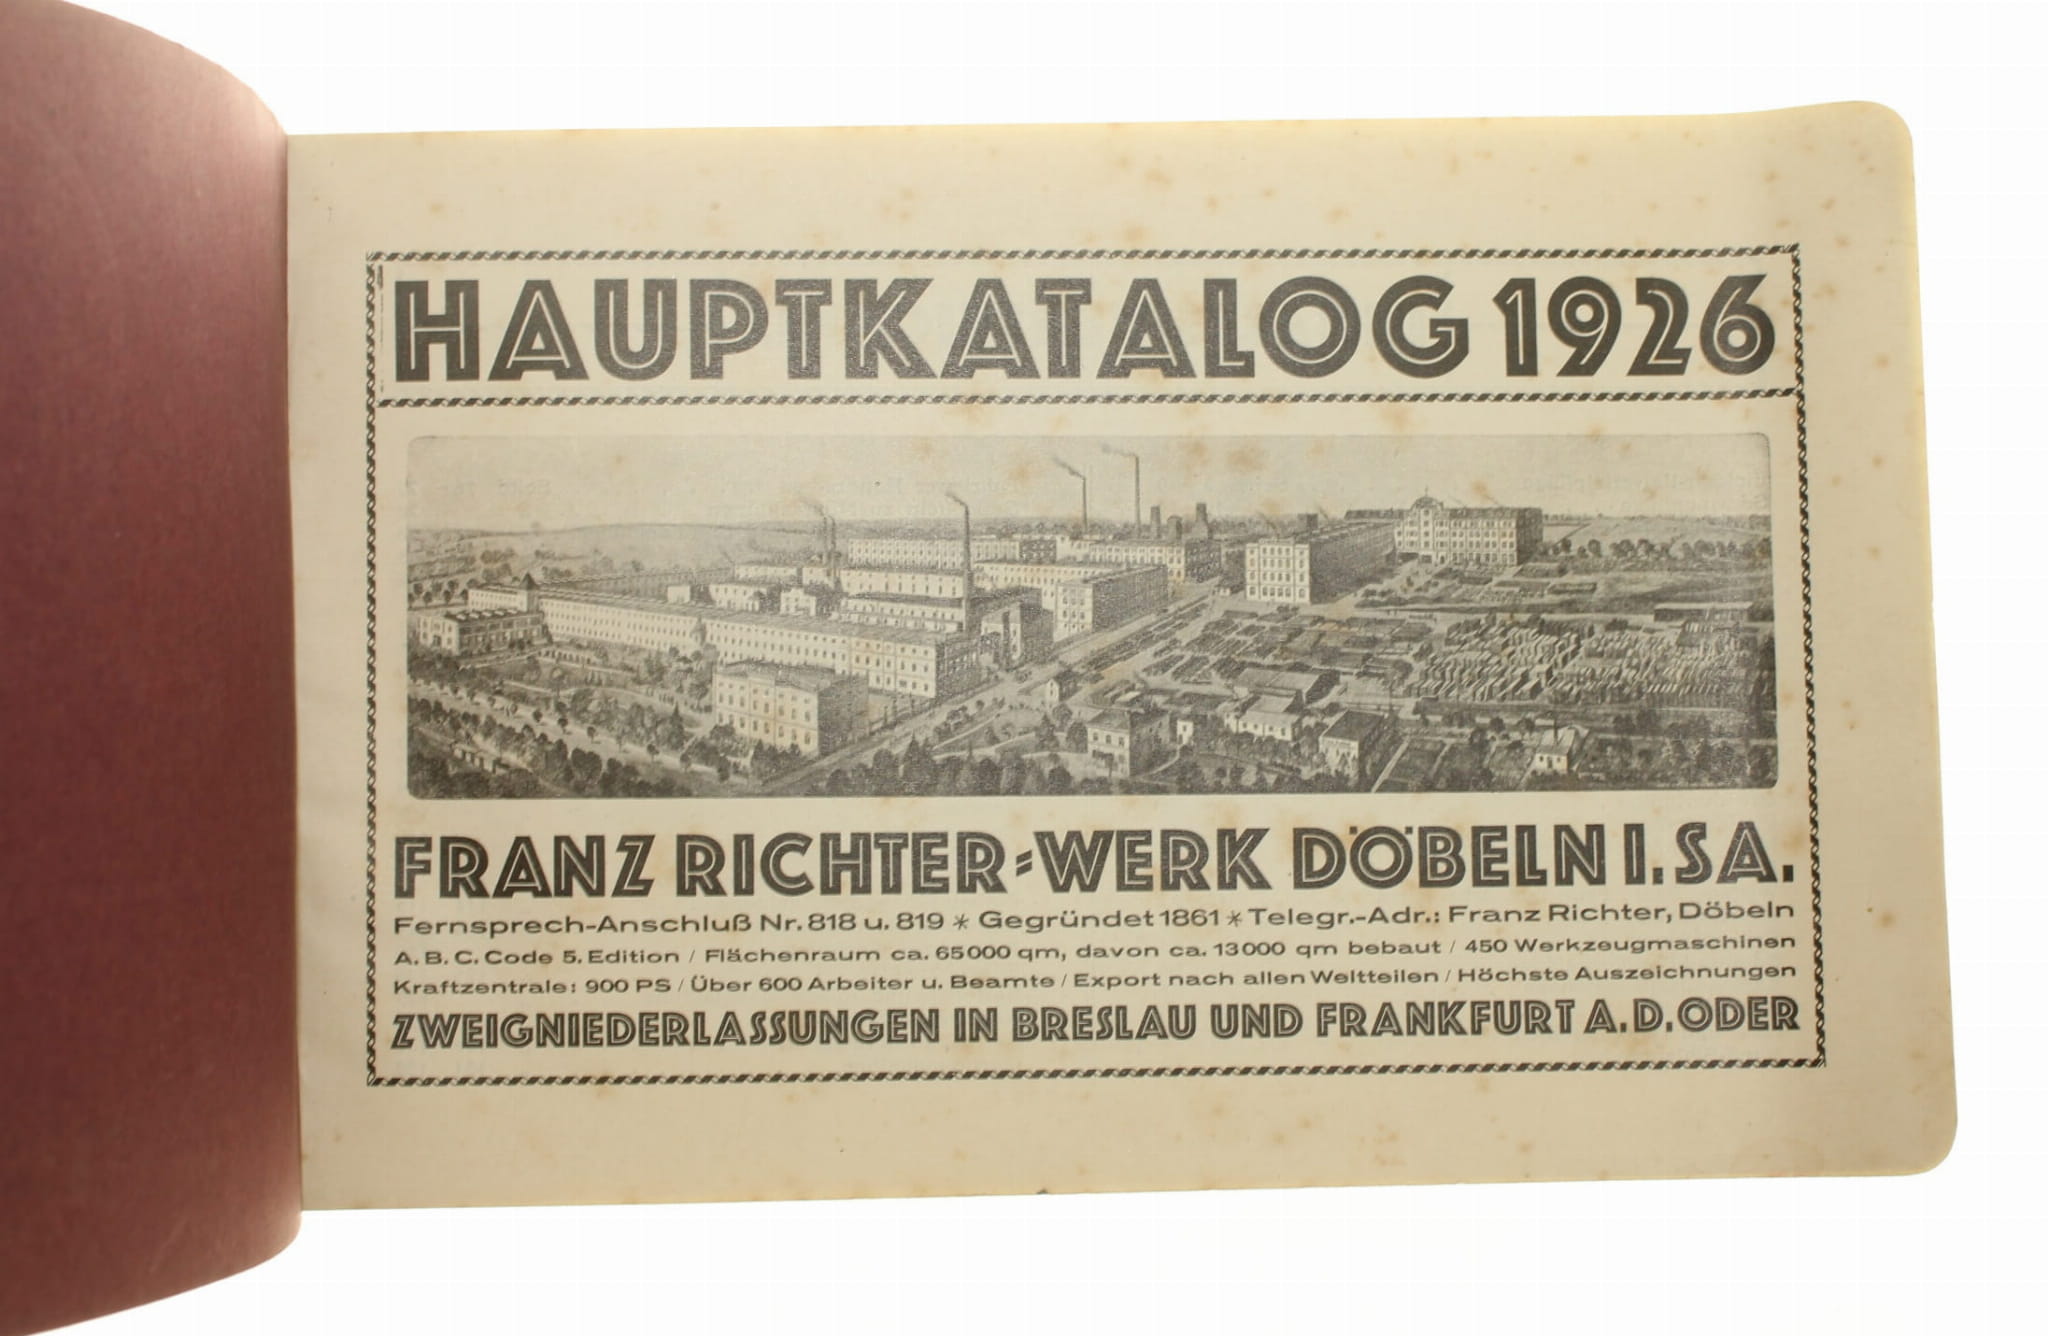 HAUPTKATALOG 1926
FRANZ RICHTER-WERK DÖBELN I. SA.
Fernsprech-Anschluß Nr. 818 u. 819 * Gegründet 1861 * Telegr.-Adr.: Franz Richter, Döbeln
A. B. C. Code 5. Edition / Flächenraum ca. 65000 qm, davon ca. 13000 qm bebaut / 450 Werkzeugmaschinen
Kraftzentrale: 900 PS / Über 600 Arbeiter u. Beamte / Export nach allen Weltteilen / Höchste Auszeichnungen
ZWEIGNIEDERLASSUNGEN IN BRESLAU UND FRANKFURT A. D. ODER